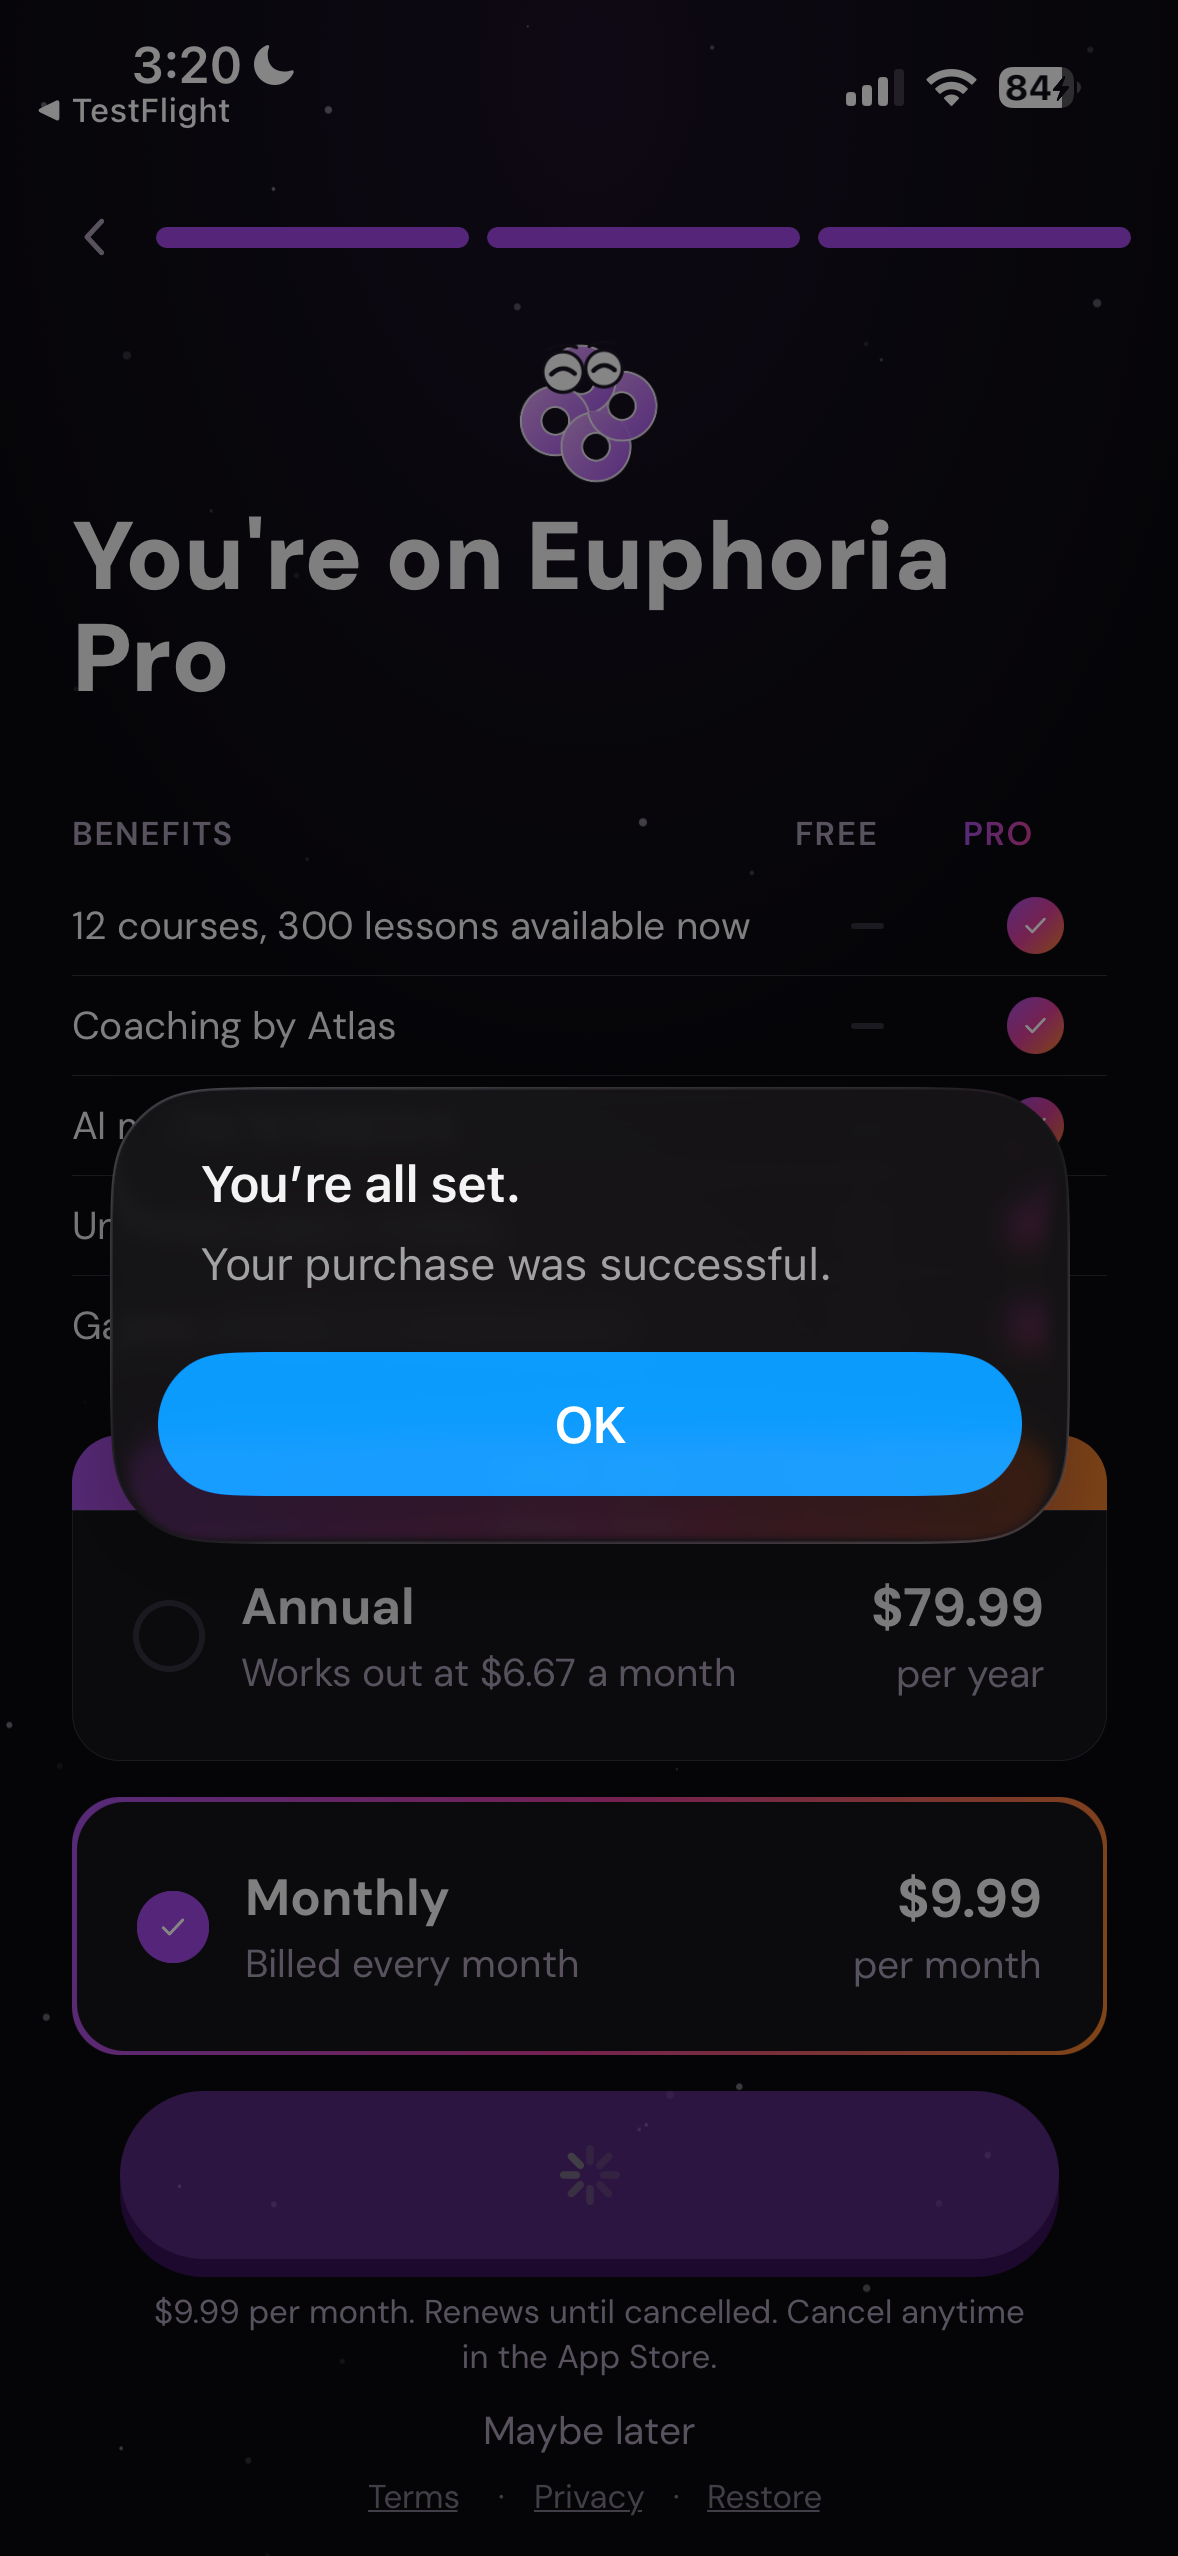 3:20
TestFlight
84
You're on Euphoria
Pro
BENEFITS FREE PRO
12 courses, 300 lessons available now
Coaching by Atlas
AI
You’re all set.
Your purchase was successful.
OK
Annual $79.99
Works out at $6.67 a month per year
Monthly $9.99
Billed every month per month
$9.99 per month. Renews until cancelled. Cancel anytime
in the App Store.
Maybe later
Terms · Privacy · Restore